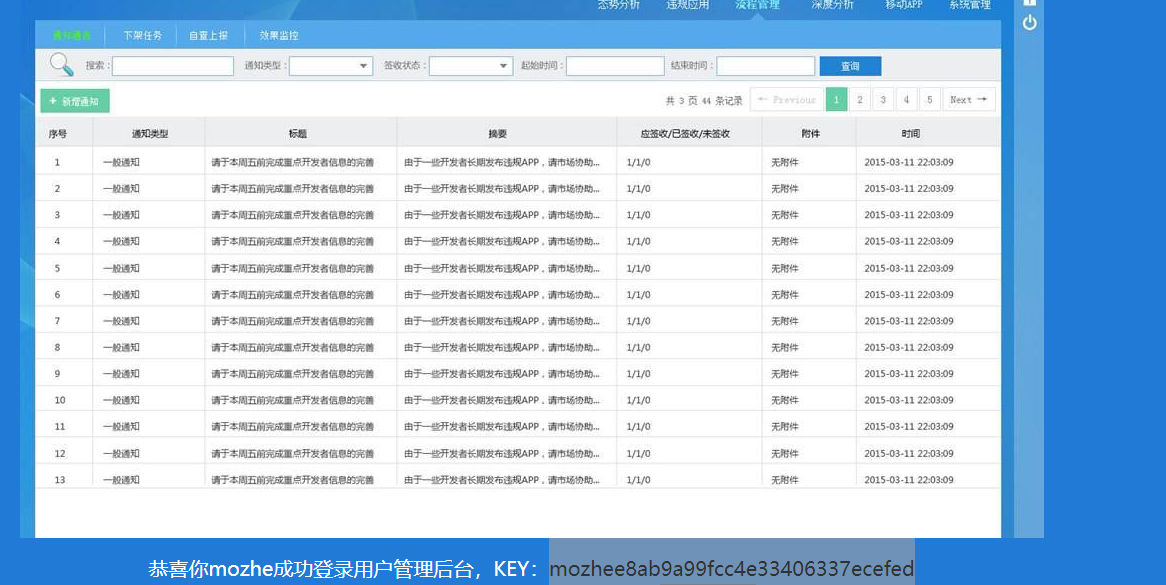 态势分析 违规应用 流程管理 深度分析 移动APP 系统管理
通知通告 下架任务 自查上报 效果监控
搜索： 通知类型： 签收状态： 起始时间： 结束时间： 查询
+ 新增通知 共 3 页 44 条记录 ← Previous 1 2 3 4 5 Next →
序号 通知类型 标题 摘要 应签收/已签收/未签收 附件 时间
1 一般通知 请于本周五前完成重点开发者信息的完善 由于一些开发者长期发布违规APP，请市场协助... 1/1/0 无附件 2015-03-11 22:03:09
2 一般通知 请于本周五前完成重点开发者信息的完善 由于一些开发者长期发布违规APP，请市场协助... 1/1/0 无附件 2015-03-11 22:03:09
3 一般通知 请于本周五前完成重点开发者信息的完善 由于一些开发者长期发布违规APP，请市场协助... 1/1/0 无附件 2015-03-11 22:03:09
4 一般通知 请于本周五前完成重点开发者信息的完善 由于一些开发者长期发布违规APP，请市场协助... 1/1/0 无附件 2015-03-11 22:03:09
5 一般通知 请于本周五前完成重点开发者信息的完善 由于一些开发者长期发布违规APP，请市场协助... 1/1/0 无附件 2015-03-11 22:03:09
6 一般通知 请于本周五前完成重点开发者信息的完善 由于一些开发者长期发布违规APP，请市场协助... 1/1/0 无附件 2015-03-11 22:03:09
7 一般通知 请于本周五前完成重点开发者信息的完善 由于一些开发者长期发布违规APP，请市场协助... 1/1/0 无附件 2015-03-11 22:03:09
8 一般通知 请于本周五前完成重点开发者信息的完善 由于一些开发者长期发布违规APP，请市场协助... 1/1/0 无附件 2015-03-11 22:03:09
9 一般通知 请于本周五前完成重点开发者信息的完善 由于一些开发者长期发布违规APP，请市场协助... 1/1/0 无附件 2015-03-11 22:03:09
10 一般通知 请于本周五前完成重点开发者信息的完善 由于一些开发者长期发布违规APP，请市场协助... 1/1/0 无附件 2015-03-11 22:03:09
11 一般通知 请于本周五前完成重点开发者信息的完善 由于一些开发者长期发布违规APP，请市场协助... 1/1/0 无附件 2015-03-11 22:03:09
12 一般通知 请于本周五前完成重点开发者信息的完善 由于一些开发者长期发布违规APP，请市场协助... 1/1/0 无附件 2015-03-11 22:03:09
13 一般通知 请于本周五前完成重点开发者信息的完善 由于一些开发者长期发布违规APP，请市场协助... 1/1/0 无附件 2015-03-11 22:03:09
恭喜你mozhe成功登录用户管理后台，KEY：mozhee8ab9a99fcc4e33406337ecefed